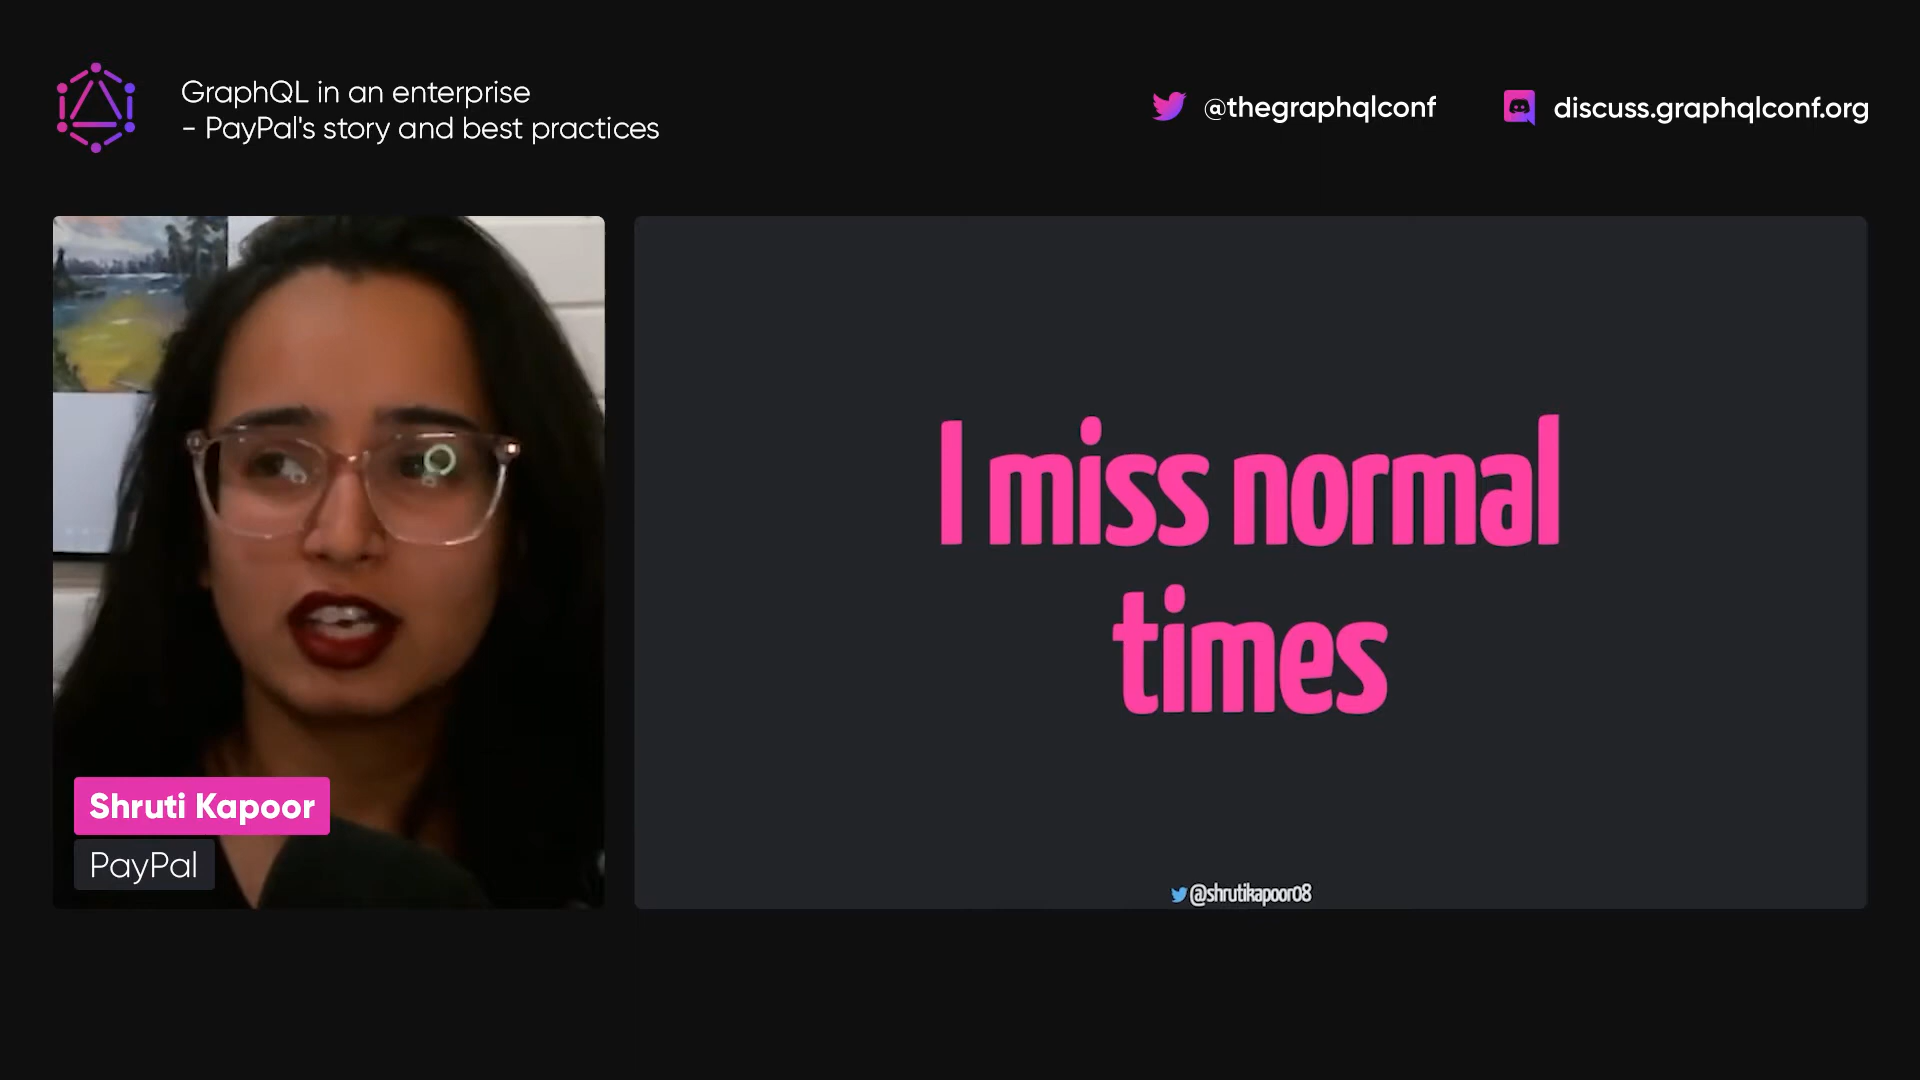 GraphQL in an enterprise
- PayPal's story and best practices
@thegraphqlconf
discuss.graphqlconf.org
I miss normal
times
Shruti Kapoor
PayPal
@shrutikapoor08